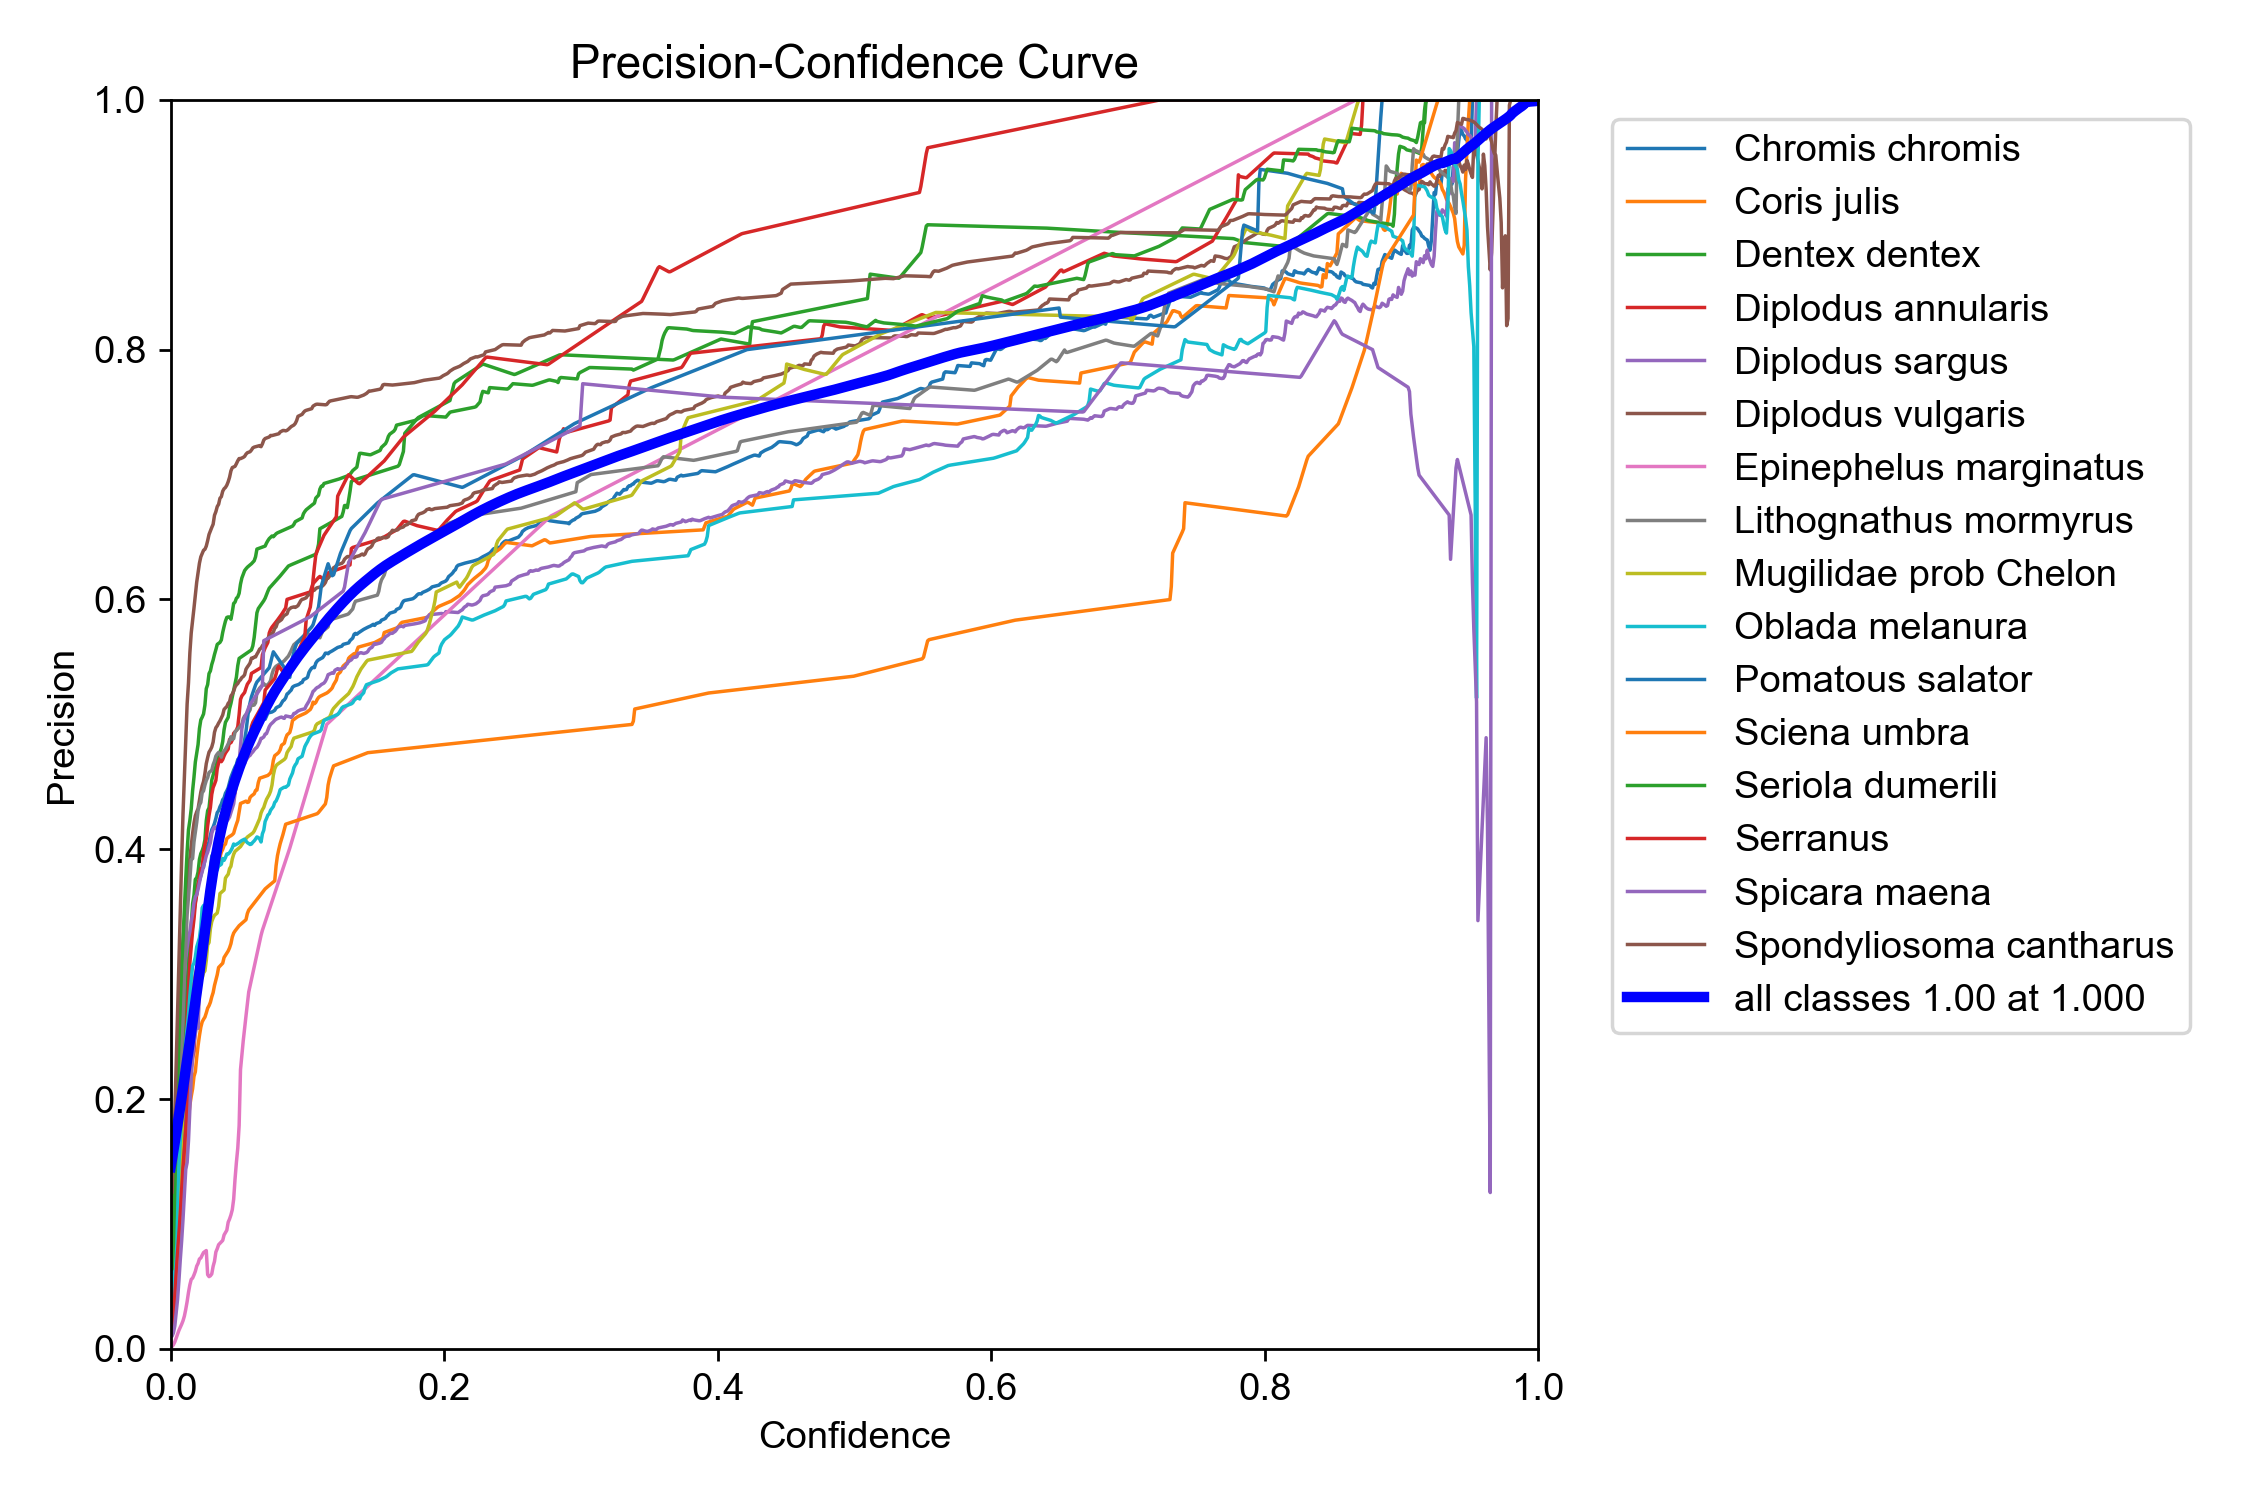 Precision-Confidence Curve
1.0
0.8
0.6
0.4
0.2
0.0
Precision
0.0 0.2 0.4 0.6 0.8 1.0
Confidence
Chromis chromis
Coris julis
Dentex dentex
Diplodus annularis
Diplodus sargus
Diplodus vulgaris
Epinephelus marginatus
Lithognathus mormyrus
Mugilidae prob Chelon
Oblada melanura
Pomatous salator
Sciena umbra
Seriola dumerili
Serranus
Spicara maena
Spondyliosoma cantharus
all classes 1.00 at 1.000